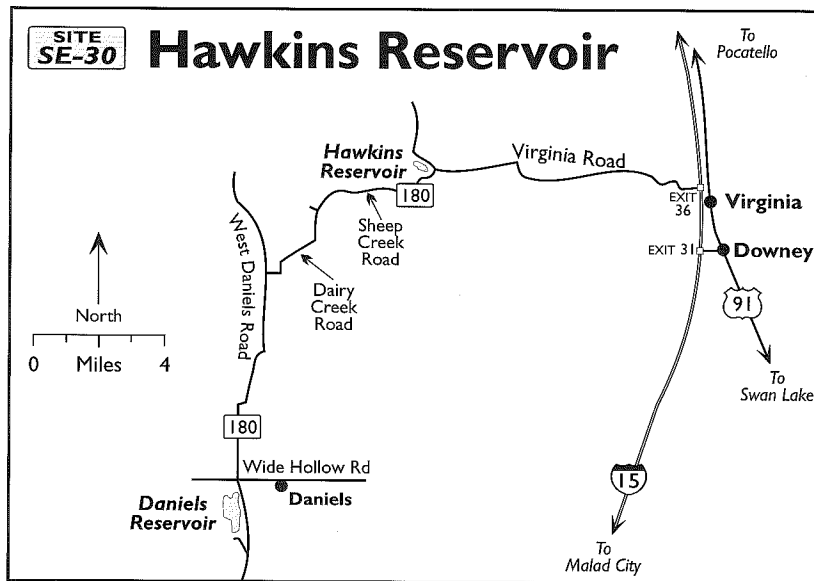 SITE
SE-30
Hawkins Reservoir
To
Pocatello
Hawkins
Reservoir
Virginia Road
180
EXIT
36
Virginia
Sheep
Creek
Road
West Daniels Road
EXIT 31
Downey
Dairy
Creek
Road
North
0
Miles
4
91
To
Swan Lake
180
Wide Hollow Rd
Daniels
Daniels
Reservoir
15
To
Malad City